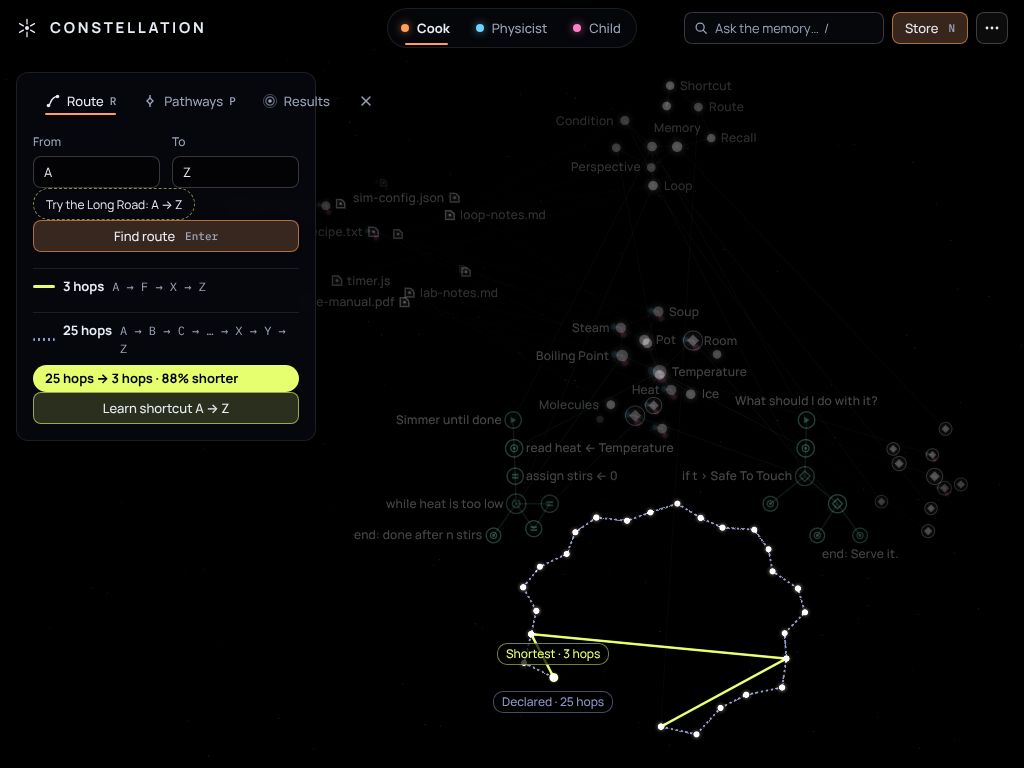 CONSTELLATION
Cook
Physicist
Child
Ask the memory… /
Store N
Route R
Pathways P
Results
From
To
A
Z
Try the Long Road: A → Z
Find route Enter
3 hops A → F → X → Z
25 hops A → B → C → … → X → Y →
Z
25 hops → 3 hops · 88% shorter
Learn shortcut A → Z
Shortcut
Route
Condition
Memory
Recall
Perspective
Loop
sim-config.json
loop-notes.md
cipe.txt
timer.js
lab-notes.md
e-manual.pdf
Soup
Steam
Pot
Room
Boiling Point
Temperature
Heat
Ice
Molecules
What should I do with it?
Simmer until done
read heat ← Temperature
assign stirs ← 0
if t > Safe To Touch
while heat is too low
end: done after n stirs
end: Serve it.
Shortest · 3 hops
Declared · 25 hops